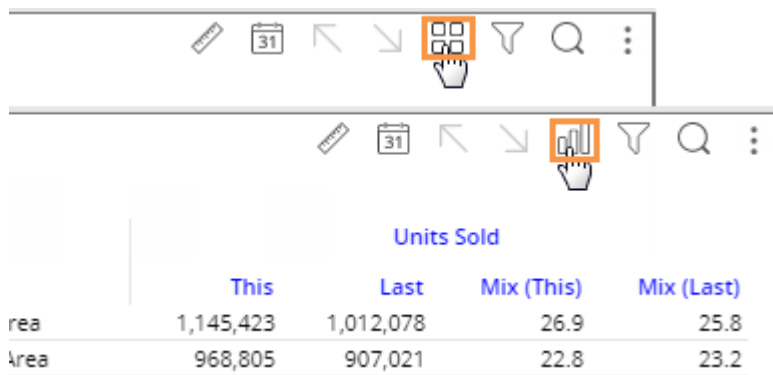 31
31
Units Sold
This Last Mix (This) Mix (Last)
rea 1,145,423 1,012,078 26.9 25.8
Area 968,805 907,021 22.8 23.2